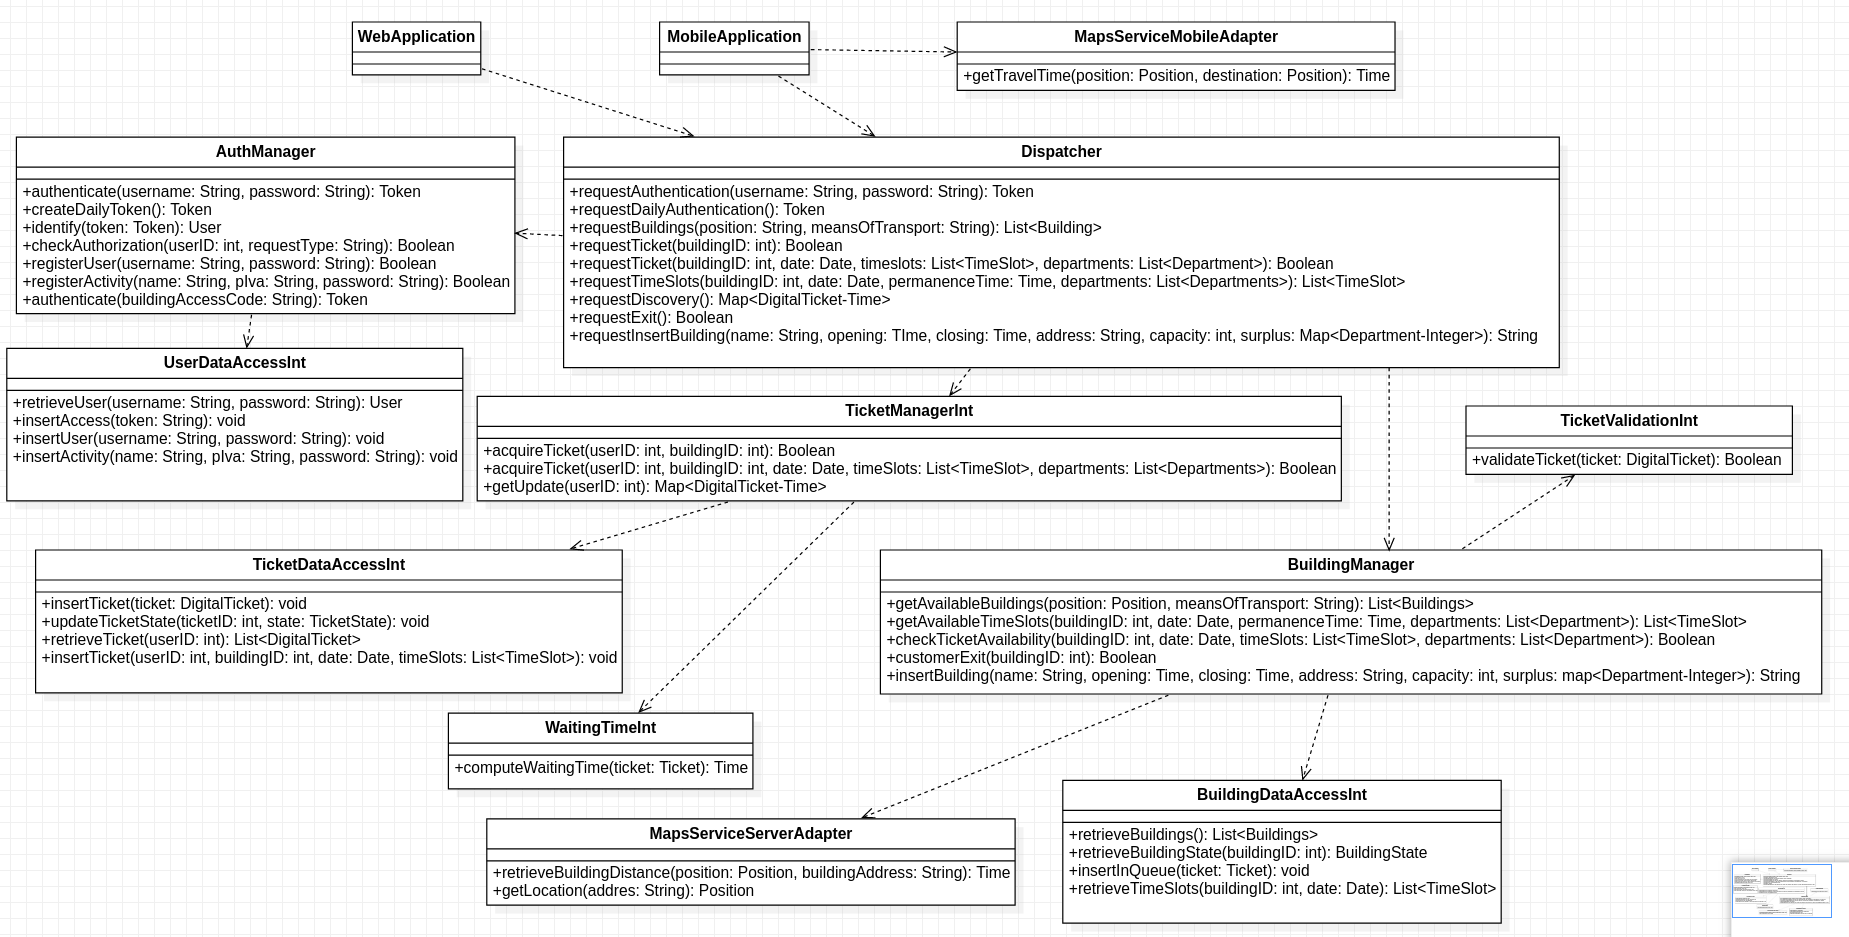 WebApplication
MobileApplication
MapsServiceMobileAdapter
+getTravelTime(position: Position, destination: Position): Time
AuthManager
+authenticate(username: String, password: String): Token
+createDailyToken(): Token
+identify(token: Token): User
+checkAuthorization(userID: int, requestType: String): Boolean
+registerUser(username: String, password: String): Boolean
+registerActivity(name: String, pIva: String, password: String): Boolean
+authenticate(buildingAccessCode: String): Token
Dispatcher
+requestAuthentication(username: String, password: String): Token
+requestDailyAuthentication(): Token
+requestBuildings(position: String, meansOfTransport: String): List<Building>
+requestTicket(buildingID: int): Boolean
+requestTicket(buildingID: int, date: Date, timeslots: List<TimeSlot>, departments: List<Department>): Boolean
+requestTimeSlots(buildingID: int, date: Date, permanenceTime: Time, departments: List<Departments>): List<TimeSlot>
+requestDiscovery(): Map<DigitalTicket-Time>
+requestExit(): Boolean
+requestInsertBuilding(name: String, opening: TIme, closing: Time, address: String, capacity: int, surplus: Map<Department-Integer>): String
UserDataAccessInt
+retrieveUser(username: String, password: String): User
+insertAccess(token: String): void
+insertUser(username: String, password: String): void
+insertActivity(name: String, pIva: String, password: String): void
TicketManagerInt
+acquireTicket(userID: int, buildingID: int): Boolean
+acquireTicket(userID: int, buildingID: int, date: Date, timeSlots: List<TimeSlot>, departments: List<Departments>): Boolean
+getUpdate(userID: int): Map<DigitalTicket-Time>
TicketValidationInt
+validateTicket(ticket: DigitalTicket): Boolean
TicketDataAccessInt
+insertTicket(ticket: DigitalTicket): void
+updateTicketState(ticketID: int, state: TicketState): void
+retrieveTicket(userID: int): List<DigitalTicket>
+insertTicket(userID: int, buildingID: int, date: Date, timeSlots: List<TimeSlot>): void
BuildingManager
+getAvailableBuildings(position: Position, meansOfTransport: String): List<Buildings>
+getAvailableTimeSlots(buildingID: int, date: Date, permanenceTime: Time, departments: List<Department>): List<TimeSlot>
+checkTicketAvailability(buildingID: int, date: Date, timeSlots: List<TimeSlot>, departments: List<Department>): Boolean
+customerExit(buildingID: int): Boolean
+insertBuilding(name: String, opening: Time, closing: Time, address: String, capacity: int, surplus: map<Department-Integer>): String
WaitingTimeInt
+computeWaitingTime(ticket: Ticket): Time
MapsServiceServerAdapter
+retrieveBuildingDistance(position: Position, buildingAddress: String): Time
+getLocation(addres: String): Position
BuildingDataAccessInt
+retrieveBuildings(): List<Buildings>
+retrieveBuildingState(buildingID: int): BuildingState
+insertInQueue(ticket: Ticket): void
+retrieveTimeSlots(buildingID: int, date: Date): List<TimeSlot>